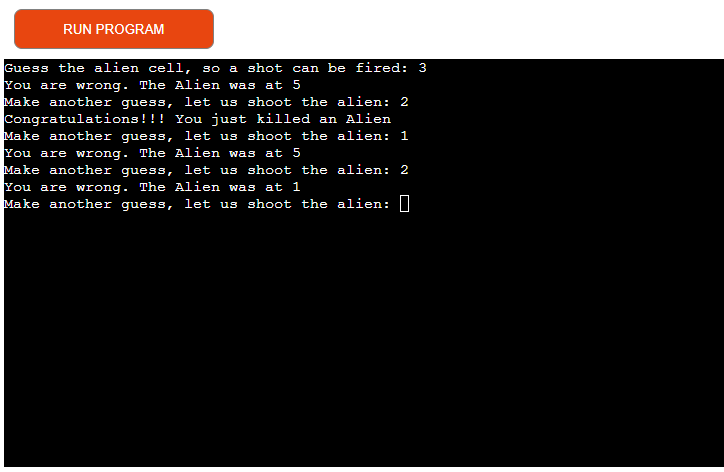 RUN PROGRAM
Guess the alien cell, so a shot can be fired: 3
You are wrong. The Alien was at 5
Make another guess, let us shoot the alien: 2
Congratulations!!! You just killed an Alien
Make another guess, let us shoot the alien: 1
You are wrong. The Alien was at 5
Make another guess, let us shoot the alien: 2
You are wrong. The Alien was at 1
Make another guess, let us shoot the alien: